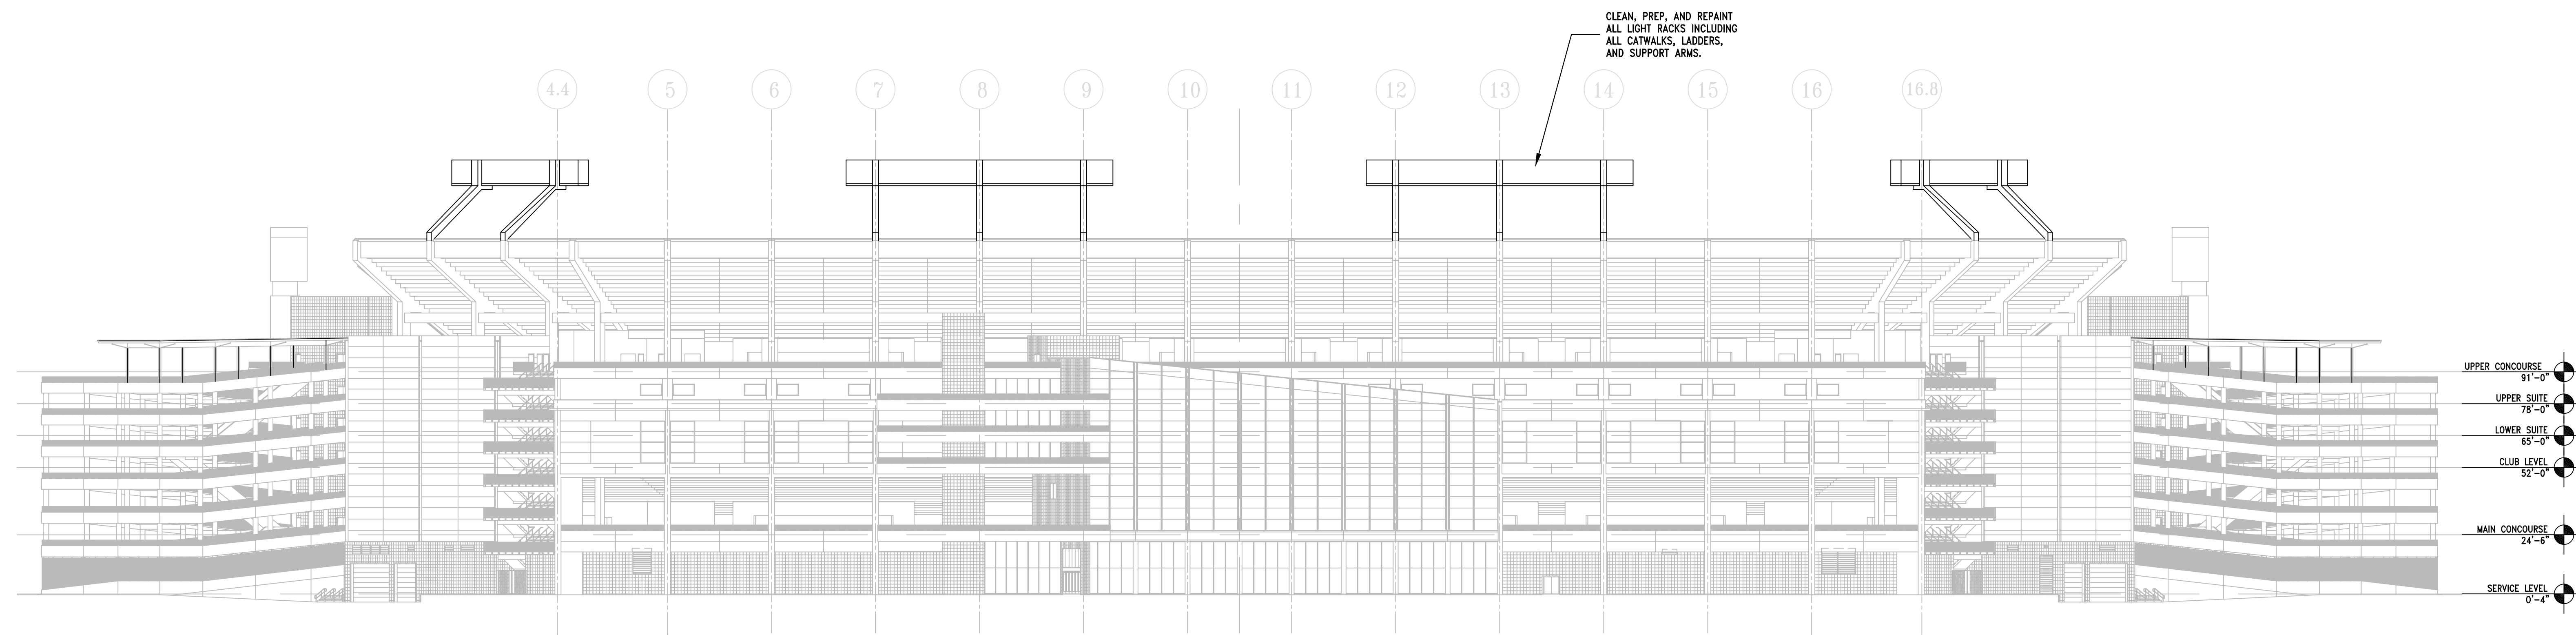 CLEAN, PREP, AND REPAINT
ALL LIGHT RACKS INCLUDING
ALL CATWALKS, LADDERS,
AND SUPPORT ARMS.
4.4 5 6 7 8 9 10 11 12 13 14 15 16 16.8
UPPER CONCOURSE
91'-0"
UPPER SUITE
78'-0"
LOWER SUITE
65'-0"
CLUB LEVEL
52'-0"
MAIN CONCOURSE
24'-6"
SERVICE LEVEL
0'-4"